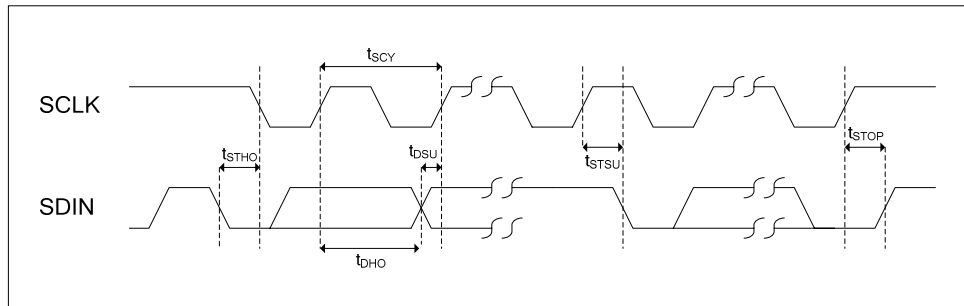 tSCY
SCLK
tSTHO
tDSU
tSTSU
tSTOP
SDIN
tDHO